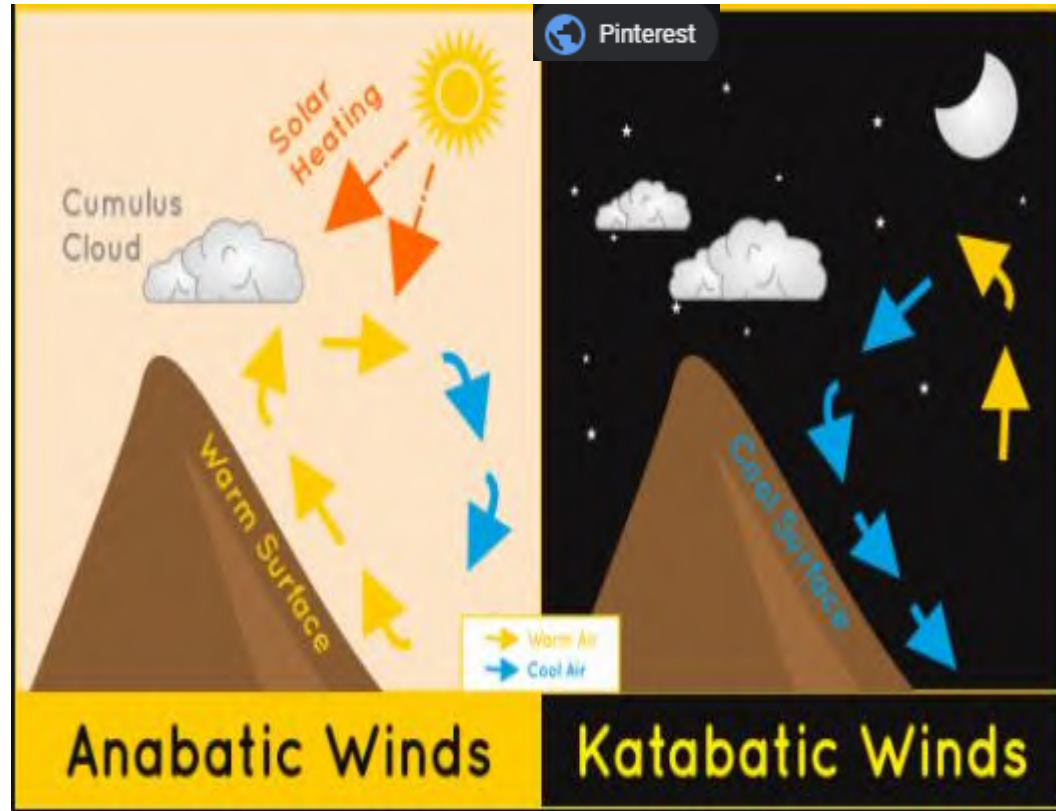 Pinterest
Solar
Heating
Cumulus
Cloud
Warm Surface
Cool Surface
Warm Air
Cool Air
Anabatic Winds
Katabatic Winds